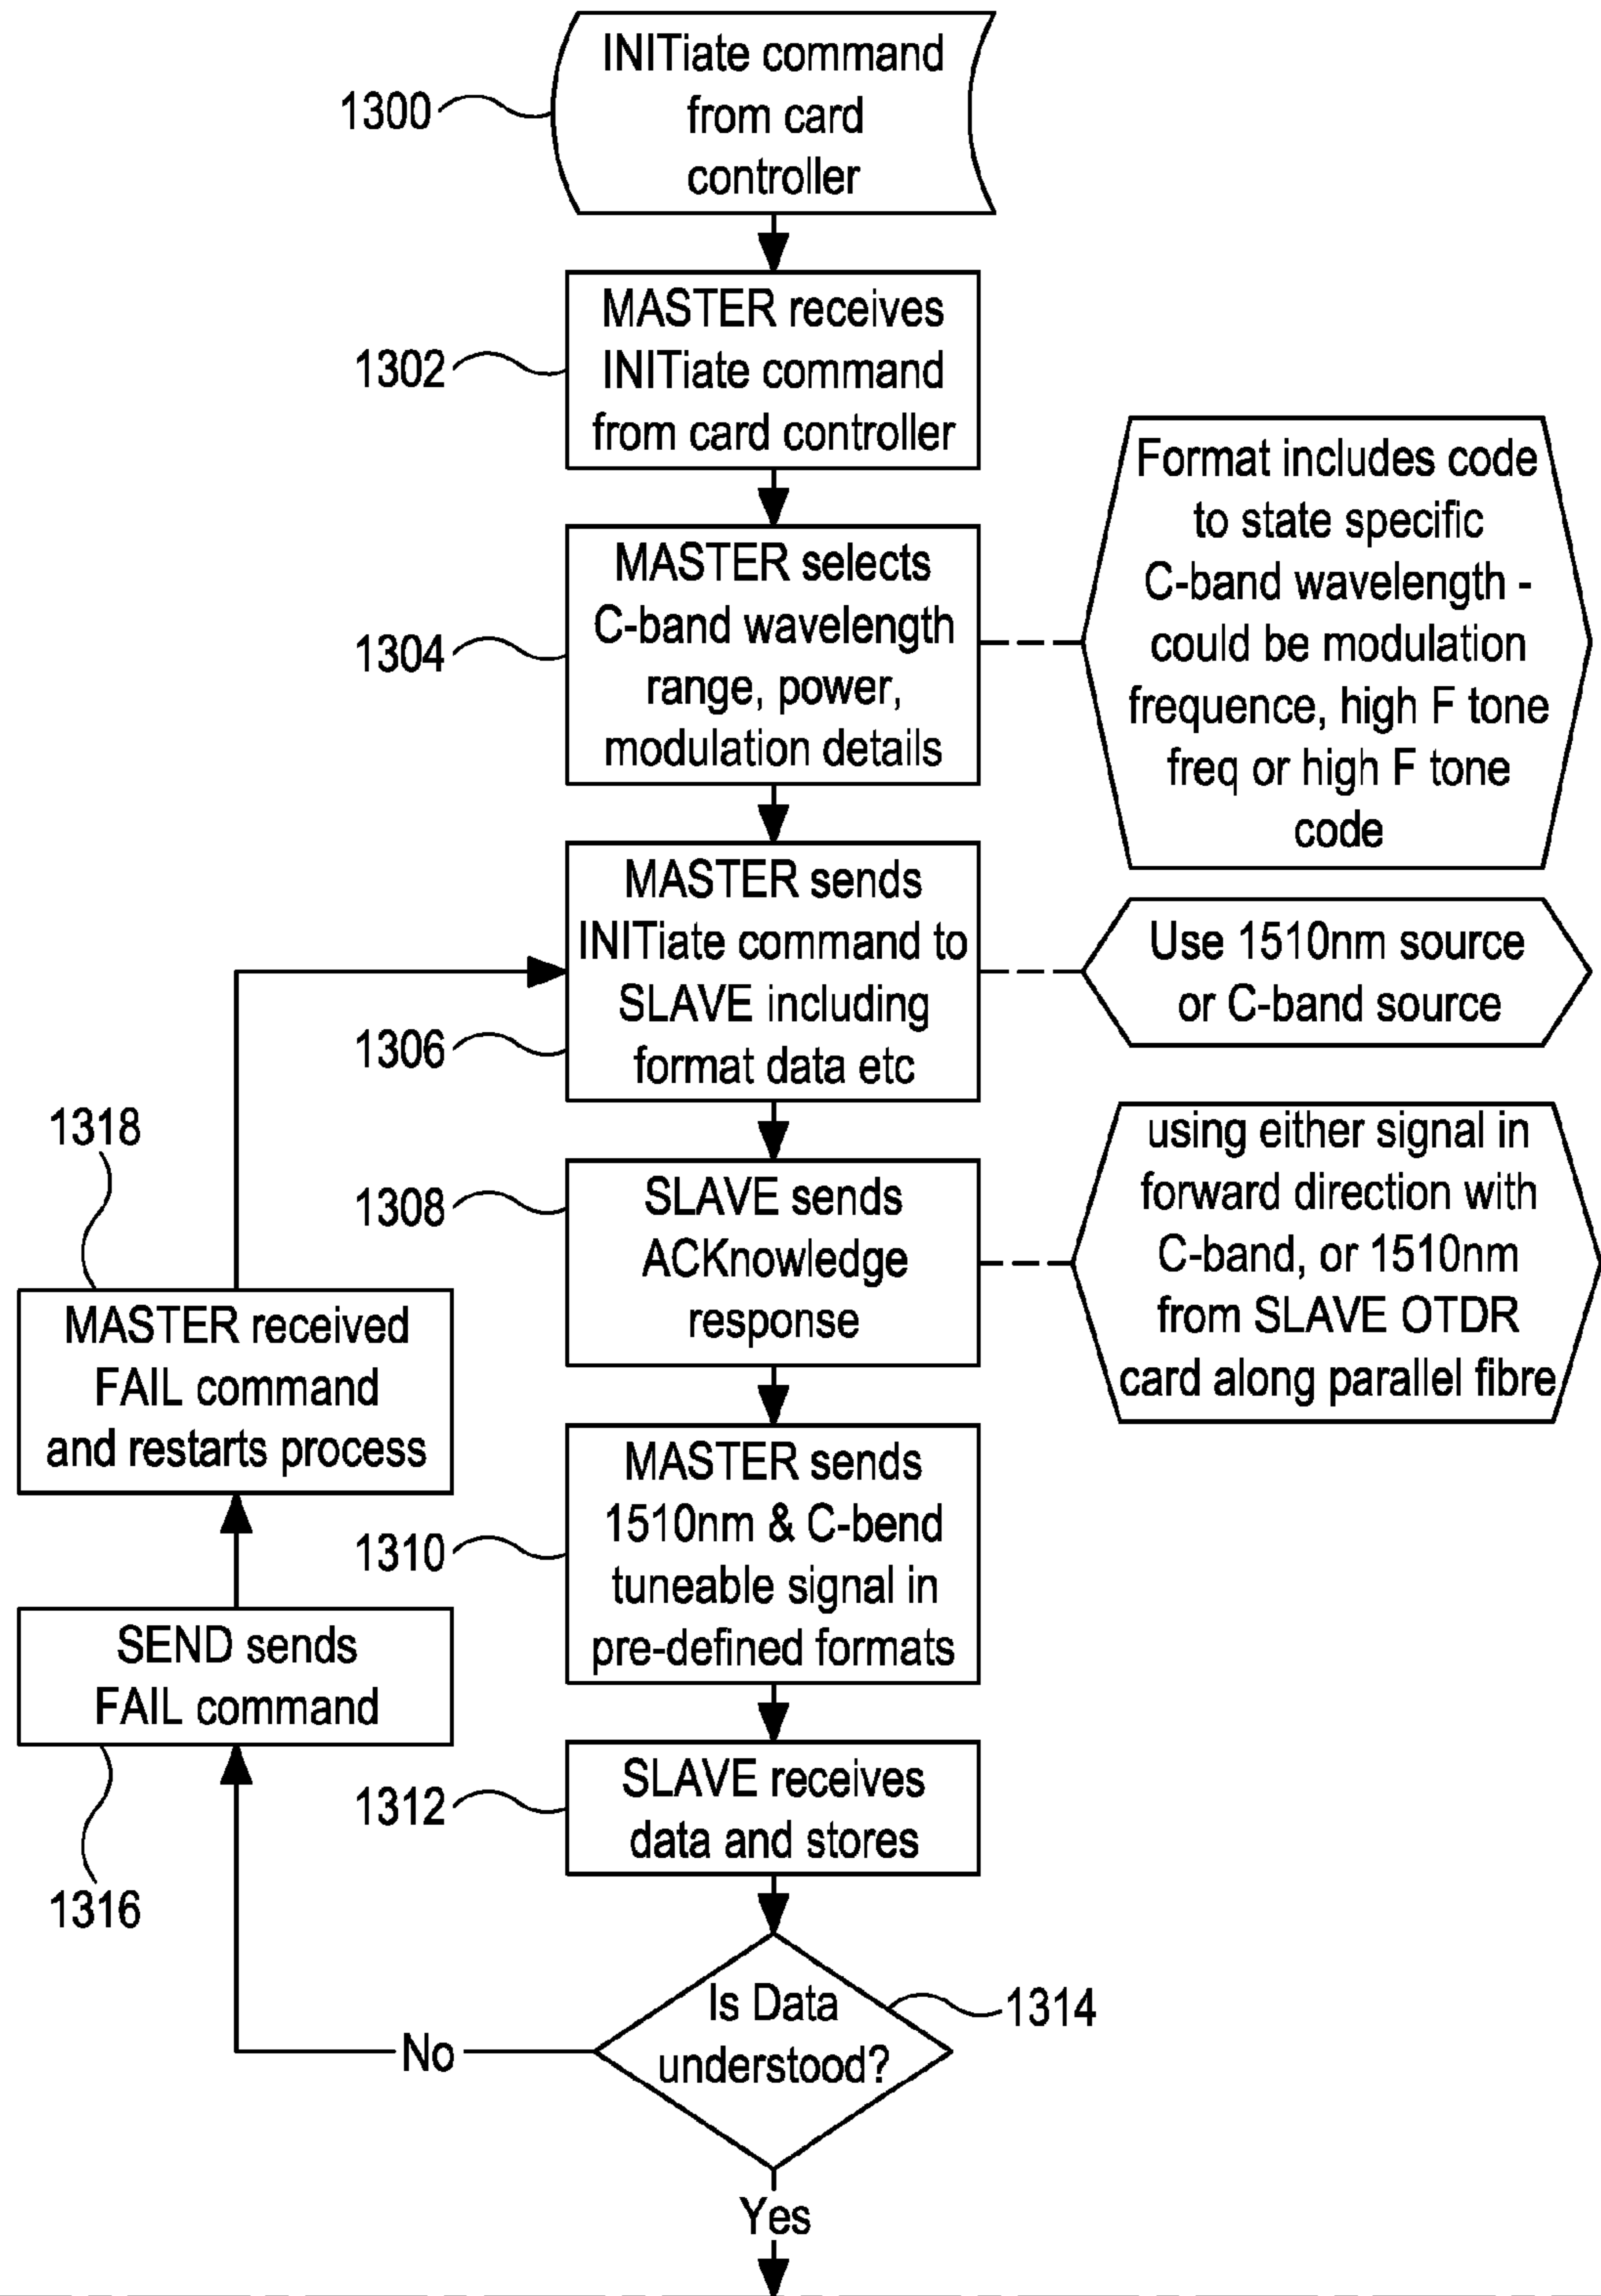 INITiate command
from card
controller
1300
MASTER receives
INITiate command
from card controller
1302
MASTER selects
C-band wavelength
range, power,
modulation details
1304
Format includes code
to state specific
C-band wavelength -
could be modulation
frequence, high F tone
freq or high F tone
code
MASTER sends
INITiate command to
SLAVE including
format data etc
1306
Use 1510nm source
or C-band source
SLAVE sends
ACKnowledge
response
1308
using either signal in
forward direction with
C-band, or 1510nm
from SLAVE OTDR
card along parallel fibre
1318
MASTER received
FAIL command
and restarts process
MASTER sends
1510nm & C-bend
tuneable signal in
pre-defined formats
1310
SEND sends
FAIL command
1316
SLAVE receives
data and stores
1312
Is Data
understood?
1314
No
Yes